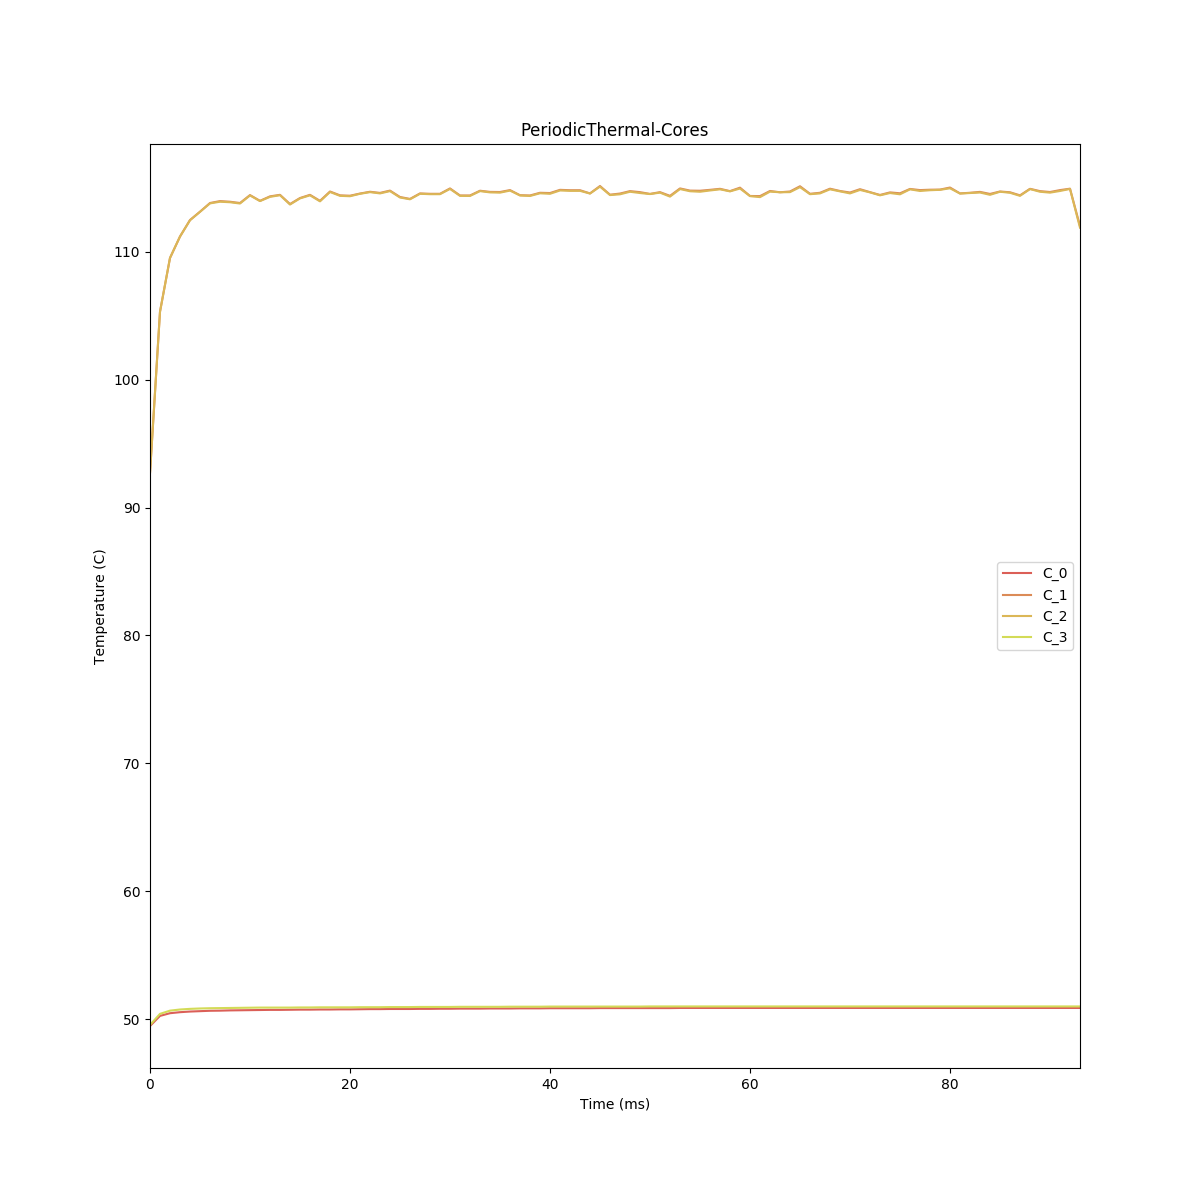 PeriodicThermal-Cores
Temperature (C)
110
100
90
80
70
60
50
C_0
C_1
C_2
C_3
0 20 40 60 80
Time (ms)